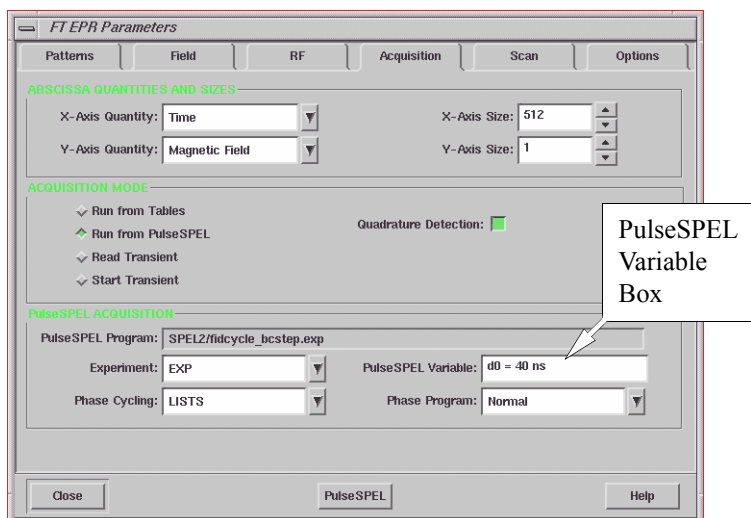 FT EPR Parameters
Patterns Field RF Acquisition Scan Options
ABSCISSA QUANTITIES AND SIZES
X-Axis Quantity: Time X-Axis Size: 512
Y-Axis Quantity: Magnetic Field Y-Axis Size: 1
ACQUISITION MODE
Run from Tables
Run from PulseSPEL
Read Transient
Start Transient
Quadrature Detection:
PulseSPEL
Variable
Box
PulseSPEL ACQUISITION
PulseSPEL Program: SPEL2/fidcycle_bcstep.exp
Experiment: EXP PulseSPEL Variable: d0 = 40 ns
Phase Cycling: LISTS Phase Program: Normal
Close PulseSPEL Help